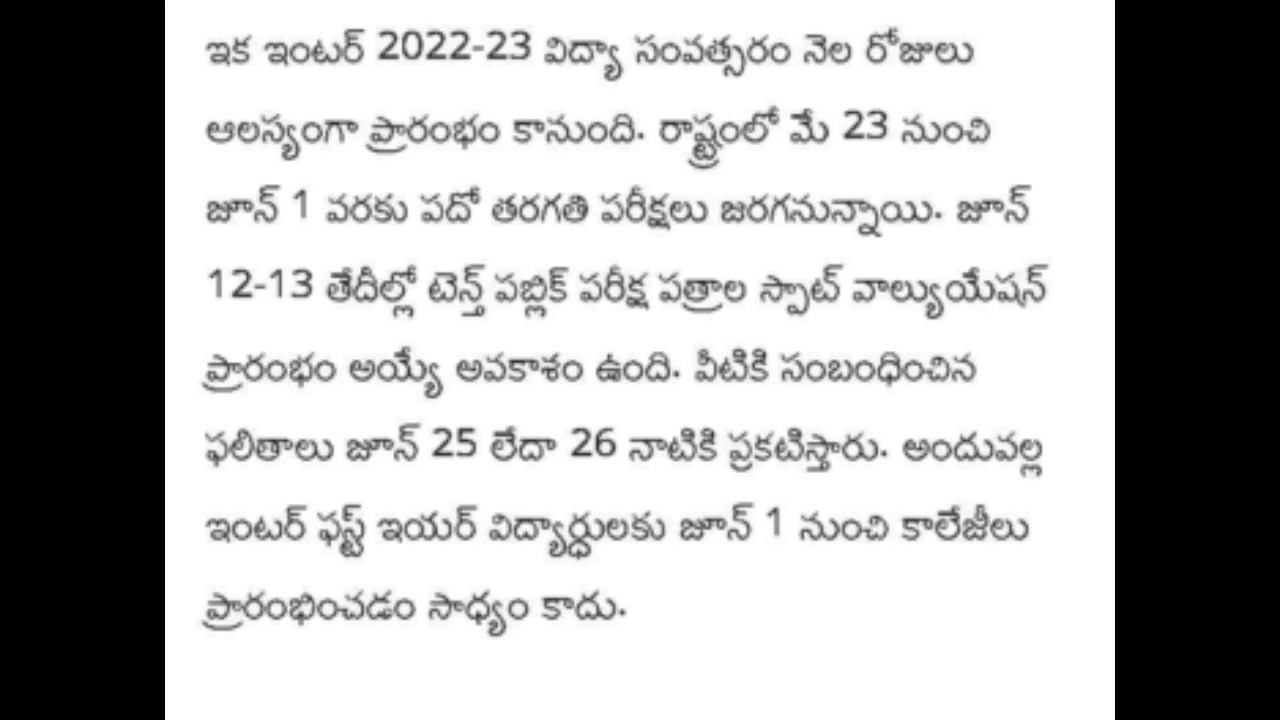 ఇక ఇంటర్ 2022-23 విద్యా సంవత్సరం నెల రోజులు
ఆలస్యంగా ప్రారంభం కానుంది. రాష్ట్రంలో మే 23 నుంచి
జూన్ 1 వరకు పదో తరగతి పరీక్షలు జరగనున్నాయి. జూన్
12-13 తేదీల్లో టెన్త్ పబ్లిక్ పరీక్ష పత్రాల స్పాట్ వాల్యుయేషన్
ప్రారంభం అయ్యే అవకాశం ఉంది. వీటికి సంబంధించిన
ఫలితాలు జూన్ 25 లేదా 26 నాటికి ప్రకటిస్తారు. అందువల్ల
ఇంటర్ ఫస్ట్ ఇయర్ విద్యార్ధులకు జూన్ 1 నుంచి కాలేజీలు
ప్రారంభించడం సాధ్యం కాదు.